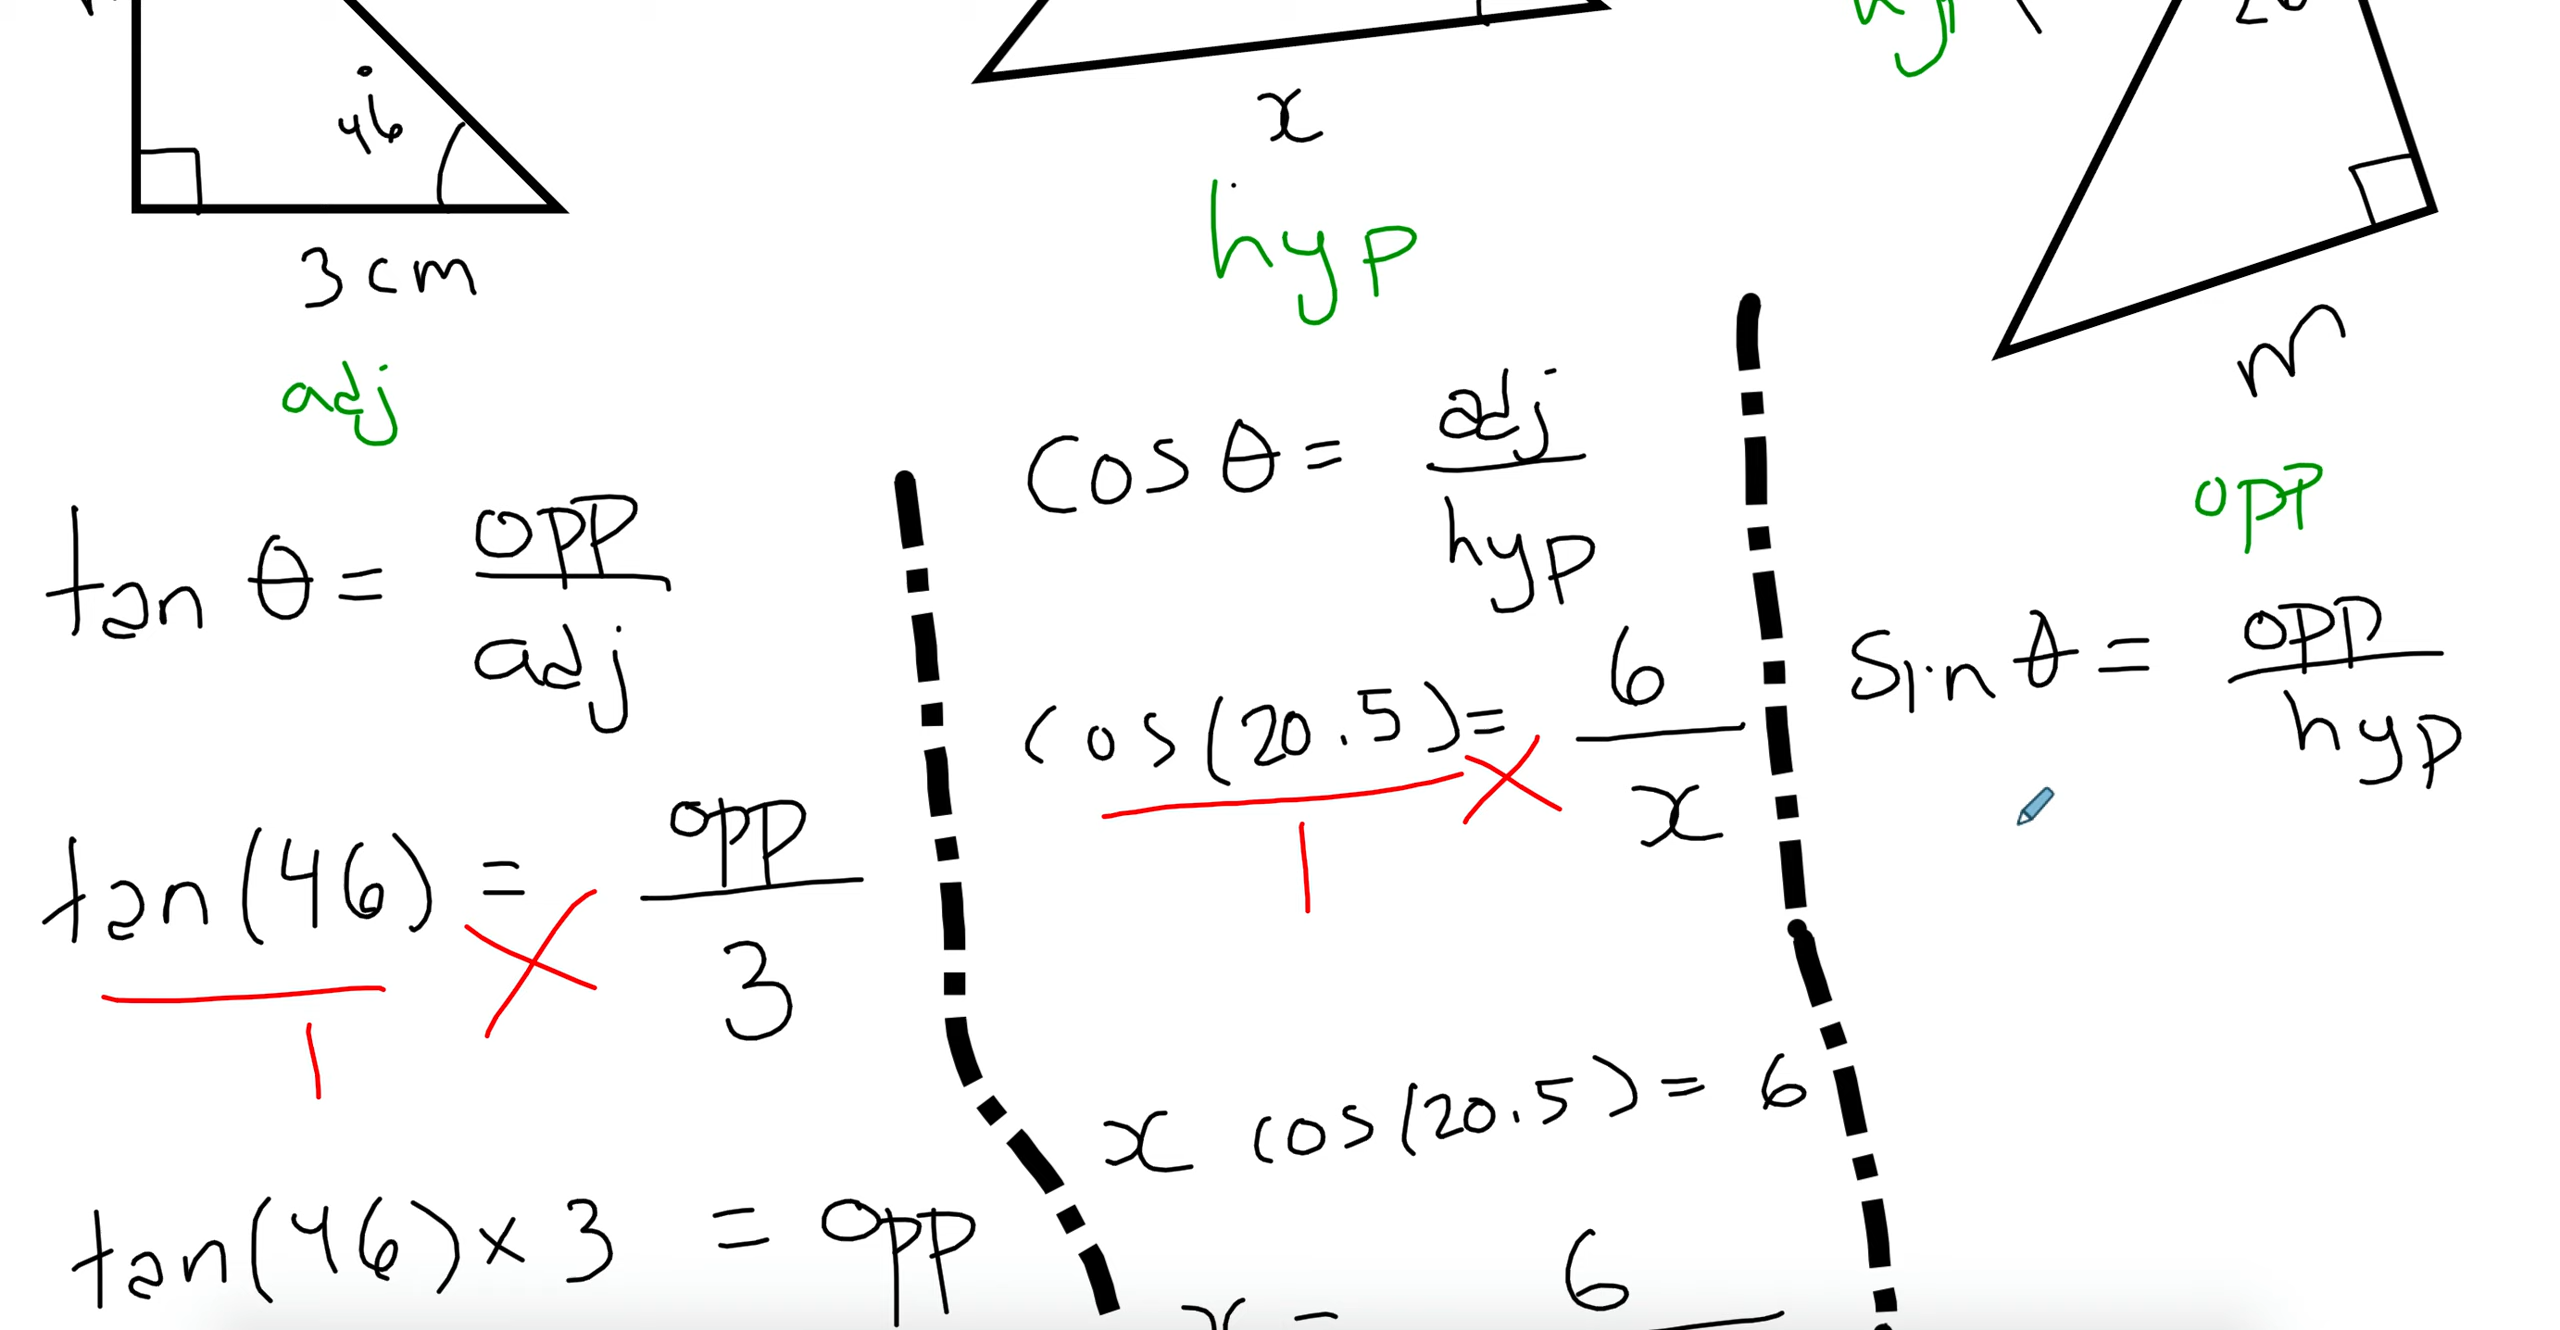 46°
3 cm
adj
tan θ = opp/adj
tan(46) = opp/3
1
tan(46) × 3 = opp
x
hyp
cos θ = adj/hyp
cos(20.5) = 6/x
1
x cos(20.5) = 6
x = 6
m
opp
sin θ = opp/hyp